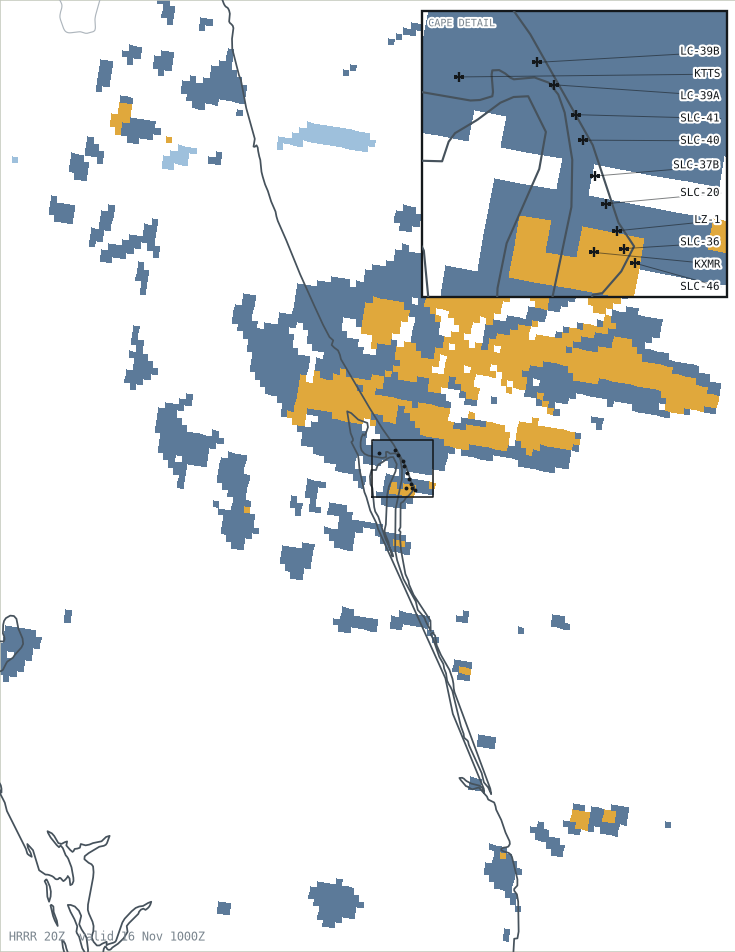 CAPE DETAIL
LC-39B
KTTS
LC-39A
SLC-41
SLC-40
SLC-37B
SLC-20
LZ-1
SLC-36
KXMR
SLC-46
HRRR 20Z valid 16 Nov 1000Z